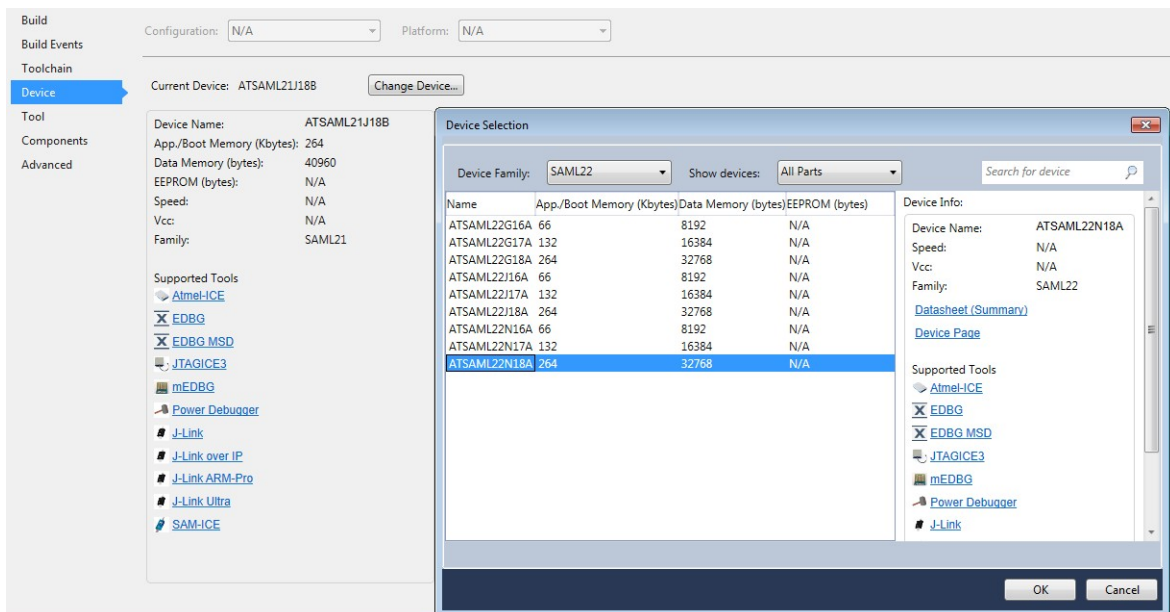 Build
Build Events
Toolchain
Device
Tool
Components
Advanced
Configuration: N/A Platform: N/A
Current Device: ATSAML21J18B Change Device...
Device Name: ATSAML21J18B
App./Boot Memory (Kbytes): 264
Data Memory (bytes): 40960
EEPROM (bytes): N/A
Speed: N/A
Vcc: N/A
Family: SAML21
Supported Tools
Atmel-ICE
EDBG
EDBG MSD
JTAGICE3
mEDBG
Power Debugger
J-Link
J-Link over IP
J-Link ARM-Pro
J-Link Ultra
SAM-ICE
Device Selection
Device Family: SAML22 Show devices: All Parts Search for device
Name App./Boot Memory (Kbytes) Data Memory (bytes) EEPROM (bytes)
ATSAML22G16A 66 8192 N/A
ATSAML22G17A 132 16384 N/A
ATSAML22G18A 264 32768 N/A
ATSAML22J16A 66 8192 N/A
ATSAML22J17A 132 16384 N/A
ATSAML22J18A 264 32768 N/A
ATSAML22N16A 66 8192 N/A
ATSAML22N17A 132 16384 N/A
ATSAML22N18A 264 32768 N/A
Device Info:
Device Name: ATSAML22N18A
Speed: N/A
Vcc: N/A
Family: SAML22
Datasheet (Summary)
Device Page
Supported Tools
Atmel-ICE
EDBG
EDBG MSD
JTAGICE3
mEDBG
Power Debugger
J-Link
OK Cancel